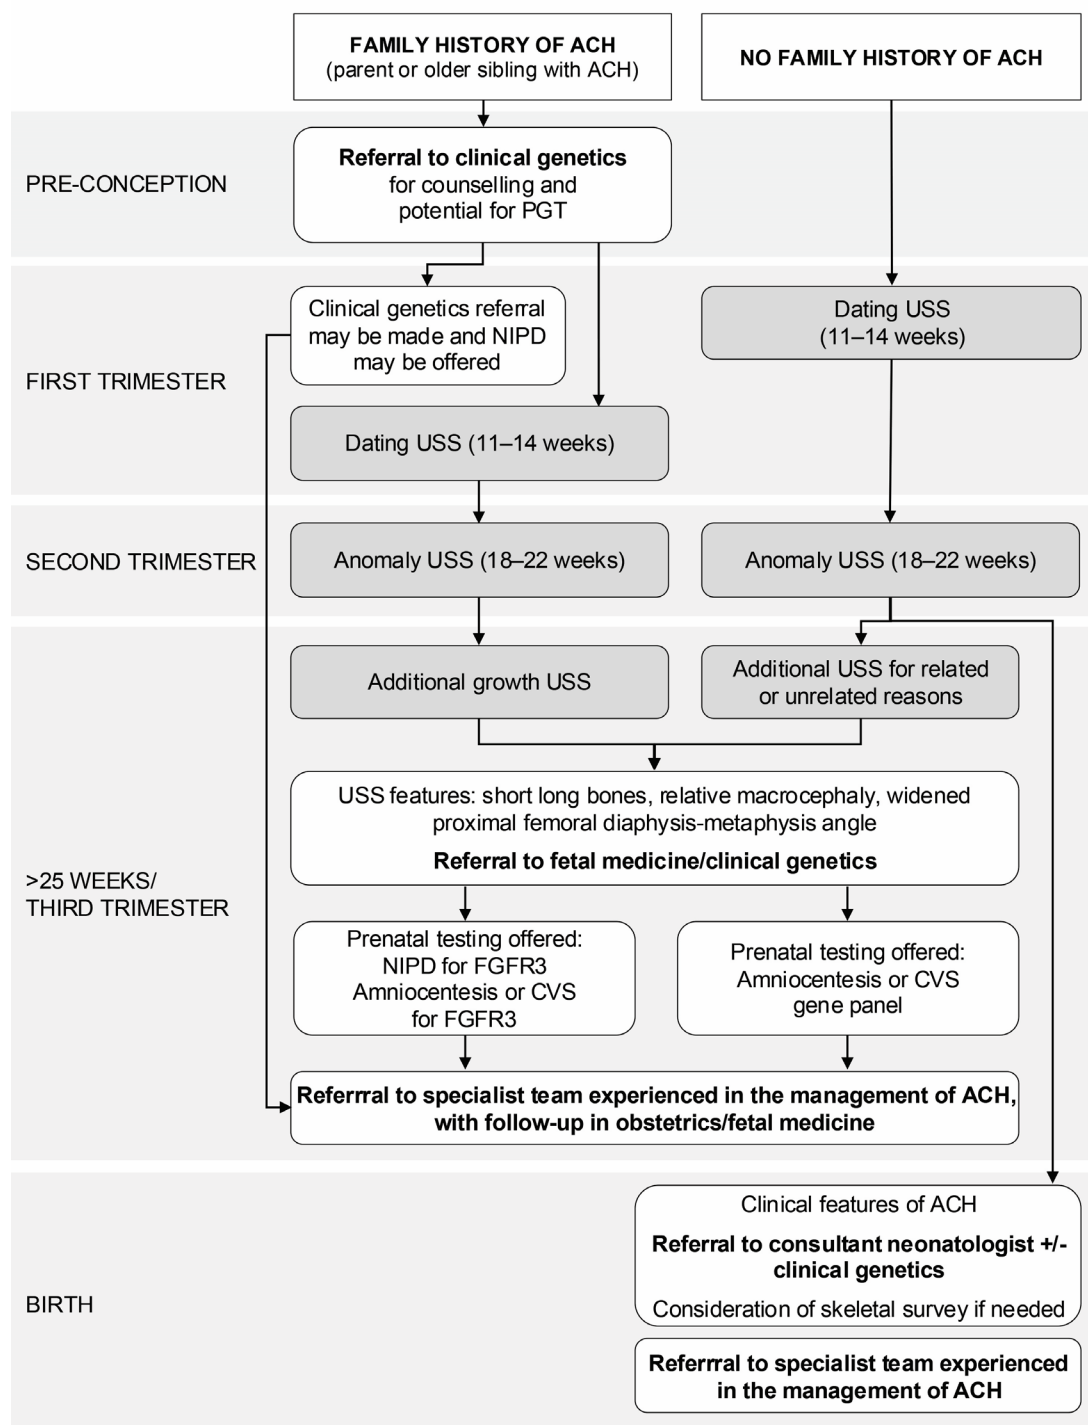 FAMILY HISTORY OF ACH
(parent or older sibling with ACH)
NO FAMILY HISTORY OF ACH
PRE-CONCEPTION
Referral to clinical genetics
for counselling and
potential for PGT
FIRST TRIMESTER
Clinical genetics referral
may be made and NIPD
may be offered
Dating USS
(11–14 weeks)
Dating USS (11–14 weeks)
SECOND TRIMESTER
Anomaly USS (18–22 weeks)
Anomaly USS (18–22 weeks)
>25 WEEKS/
THIRD TRIMESTER
Additional growth USS
Additional USS for related
or unrelated reasons
USS features: short long bones, relative macrocephaly, widened
proximal femoral diaphysis-metaphysis angle
Referral to fetal medicine/clinical genetics
Prenatal testing offered:
NIPD for FGFR3
Amniocentesis or CVS
for FGFR3
Prenatal testing offered:
Amniocentesis or CVS
gene panel
Referrral to specialist team experienced in the management of ACH,
with follow-up in obstetrics/fetal medicine
BIRTH
Clinical features of ACH
Referral to consultant neonatologist +/-
clinical genetics
Consideration of skeletal survey if needed
Referrral to specialist team experienced
in the management of ACH